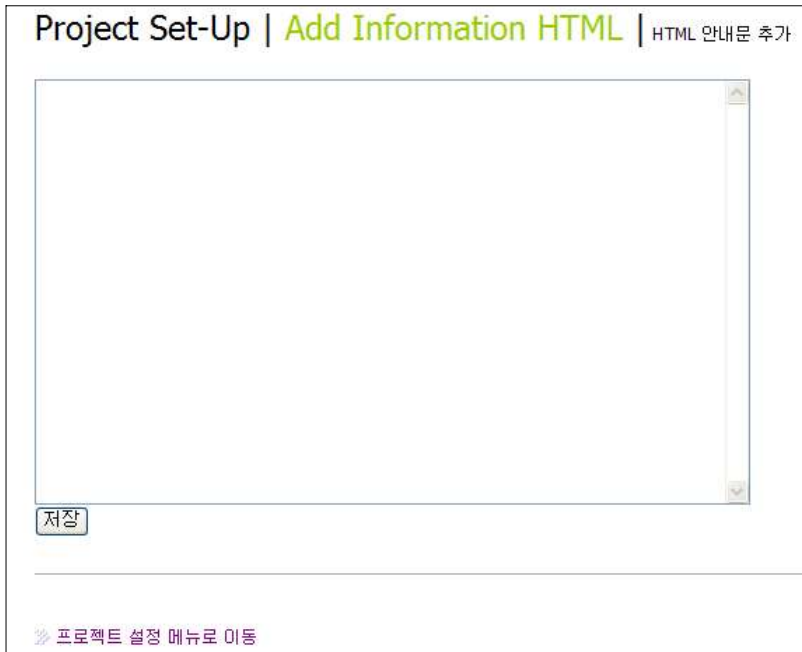 Project Set-Up | Add Information HTML | HTML 안내문 추가
저장
프로젝트 설정 메뉴로 이동